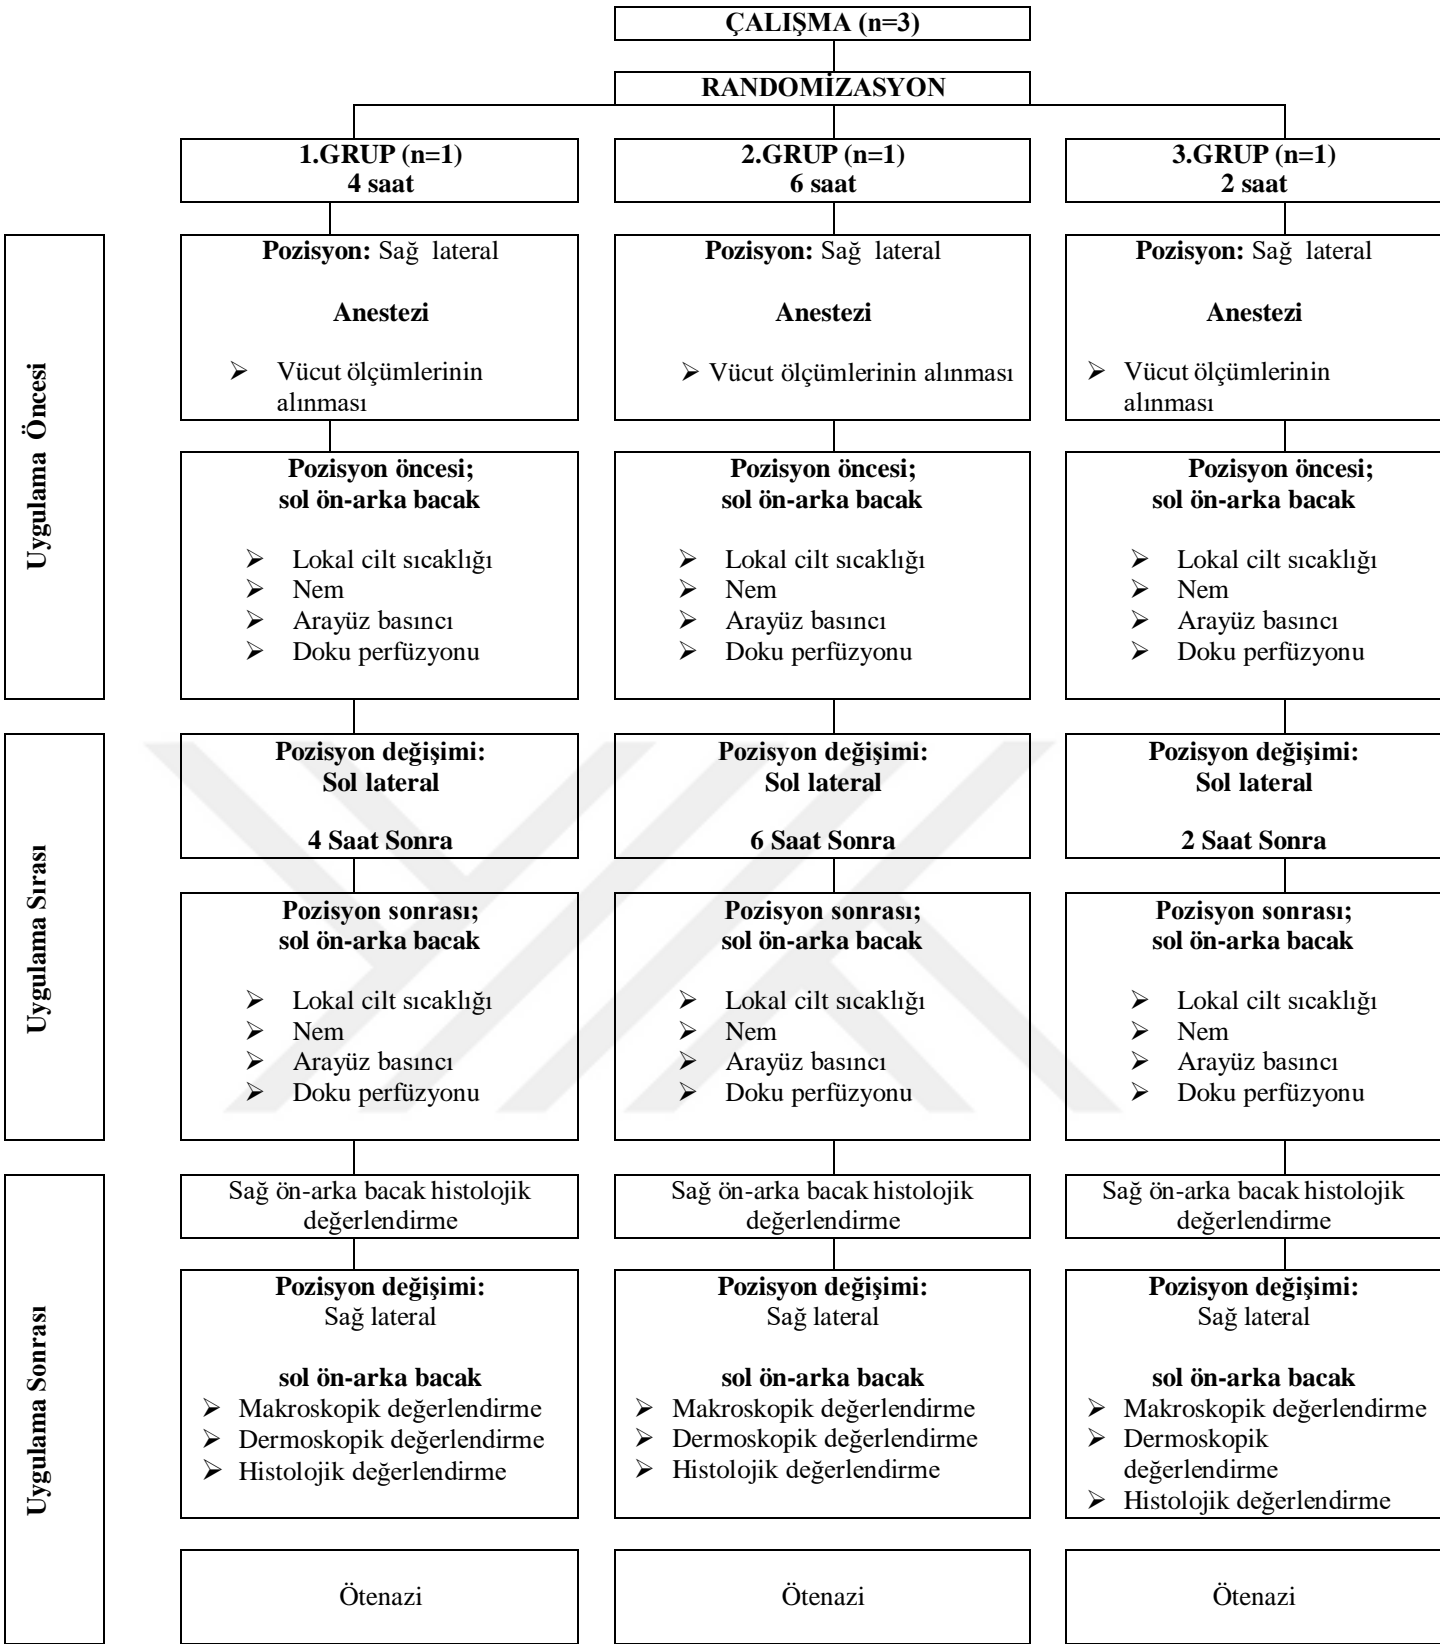 ÇALIŞMA (n=3)
RANDOMİZASYON
1.GRUP (n=1)
4 saat
2.GRUP (n=1)
6 saat
3.GRUP (n=1)
2 saat
Uygulama Öncesi
Pozisyon: Sağ lateral
Anestezi
➢ Vücut ölçümlerinin
alınması
Pozisyon: Sağ lateral
Anestezi
➢ Vücut ölçümlerinin alınması
Pozisyon: Sağ lateral
Anestezi
➢ Vücut ölçümlerinin
alınması
Pozisyon öncesi;
sol ön-arka bacak
➢ Lokal cilt sıcaklığı
➢ Nem
➢ Arayüz basıncı
➢ Doku perfüzyonu
Pozisyon öncesi;
sol ön-arka bacak
➢ Lokal cilt sıcaklığı
➢ Nem
➢ Arayüz basıncı
➢ Doku perfüzyonu
Pozisyon öncesi;
sol ön-arka bacak
➢ Lokal cilt sıcaklığı
➢ Nem
➢ Arayüz basıncı
➢ Doku perfüzyonu
Uygulama Sırası
Pozisyon değişimi:
Sol lateral
4 Saat Sonra
Pozisyon değişimi:
Sol lateral
6 Saat Sonra
Pozisyon değişimi:
Sol lateral
2 Saat Sonra
Pozisyon sonrası;
sol ön-arka bacak
➢ Lokal cilt sıcaklığı
➢ Nem
➢ Arayüz basıncı
➢ Doku perfüzyonu
Pozisyon sonrası;
sol ön-arka bacak
➢ Lokal cilt sıcaklığı
➢ Nem
➢ Arayüz basıncı
➢ Doku perfüzyonu
Pozisyon sonrası;
sol ön-arka bacak
➢ Lokal cilt sıcaklığı
➢ Nem
➢ Arayüz basıncı
➢ Doku perfüzyonu
Uygulama Sonrası
Sağ ön-arka bacak histolojik
değerlendirme
Sağ ön-arka bacak histolojik
değerlendirme
Sağ ön-arka bacak histolojik
değerlendirme
Pozisyon değişimi:
Sağ lateral
sol ön-arka bacak
➢ Makroskopik değerlendirme
➢ Dermoskopik değerlendirme
➢ Histolojik değerlendirme
Pozisyon değişimi:
Sağ lateral
sol ön-arka bacak
➢ Makroskopik değerlendirme
➢ Dermoskopik değerlendirme
➢ Histolojik değerlendirme
Pozisyon değişimi:
Sağ lateral
sol ön-arka bacak
➢ Makroskopik değerlendirme
➢ Dermoskopik
değerlendirme
➢ Histolojik değerlendirme
Ötenazi
Ötenazi
Ötenazi